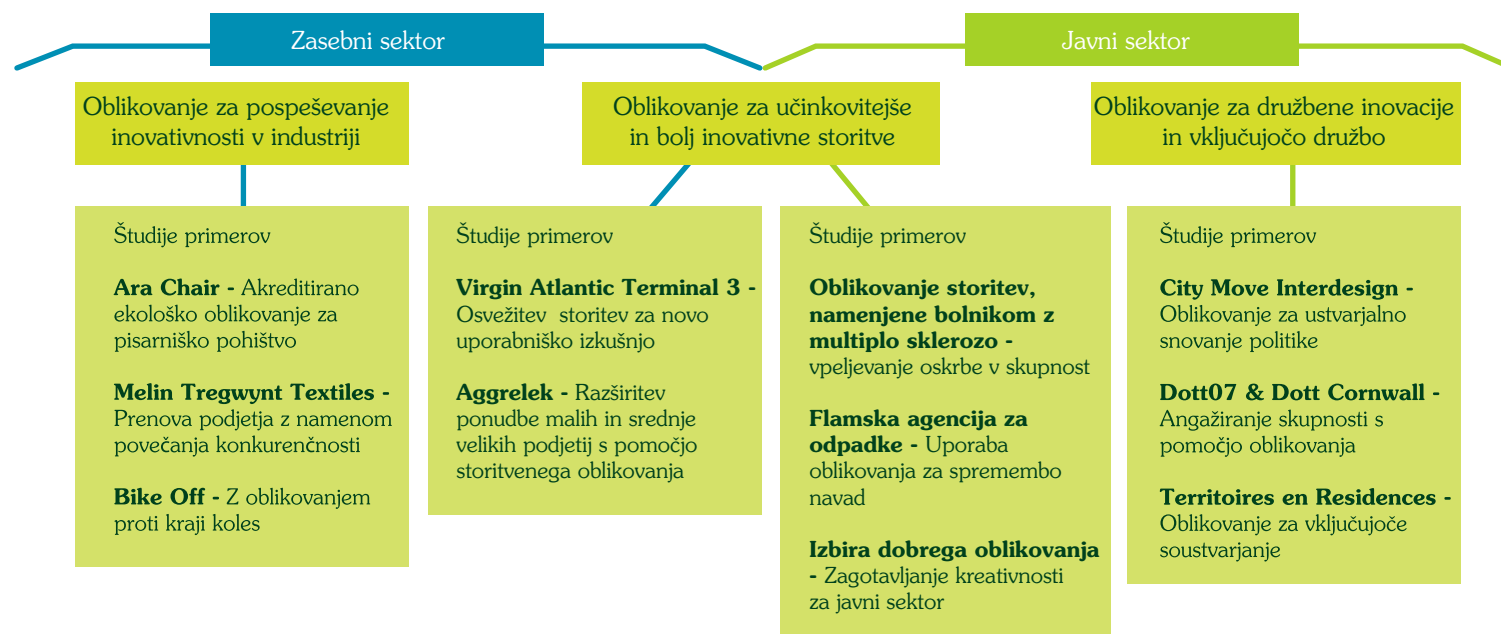 Zasebni sektor
Javni sektor
Oblikovanje za pospeševanje
inovativnosti v industriji
Oblikovanje za učinkovitejše
in bolj inovativne storitve
Oblikovanje za družbene inovacije
in vključujočo družbo
Študije primerov
Ara Chair - Akreditirano
ekološko oblikovanje za
pisarniško pohištvo
Melin Tregwynt Textiles -
Prenova podjetja z namenom
povečanja konkurenčnosti
Bike Off - Z oblikovanjem
proti kraji koles
Študije primerov
Virgin Atlantic Terminal 3 -
Osvežitev storitev za novo
uporabniško izkušnjo
Aggrelek - Razširitev
ponudbe malih in srednje
velikih podjetij s pomočjo
storitvenega oblikovanja
Študije primerov
Oblikovanje storitev,
namenjene bolnikom z
multiplo sklerozo -
vpeljevanje oskrbe v skupnost
Flamska agencija za
odpadke - Uporaba
oblikovanja za spremembo
navad
Izbira dobrega oblikovanja
- Zagotavljanje kreativnosti
za javni sektor
Študije primerov
City Move Interdesign -
Oblikovanje za ustvarjalno
snovanje politike
Dott07 & Dott Cornwall -
Angažiranje skupnosti s
pomočjo oblikovanja
Territoires en Residences -
Oblikovanje za vključujoče
soustvarjanje